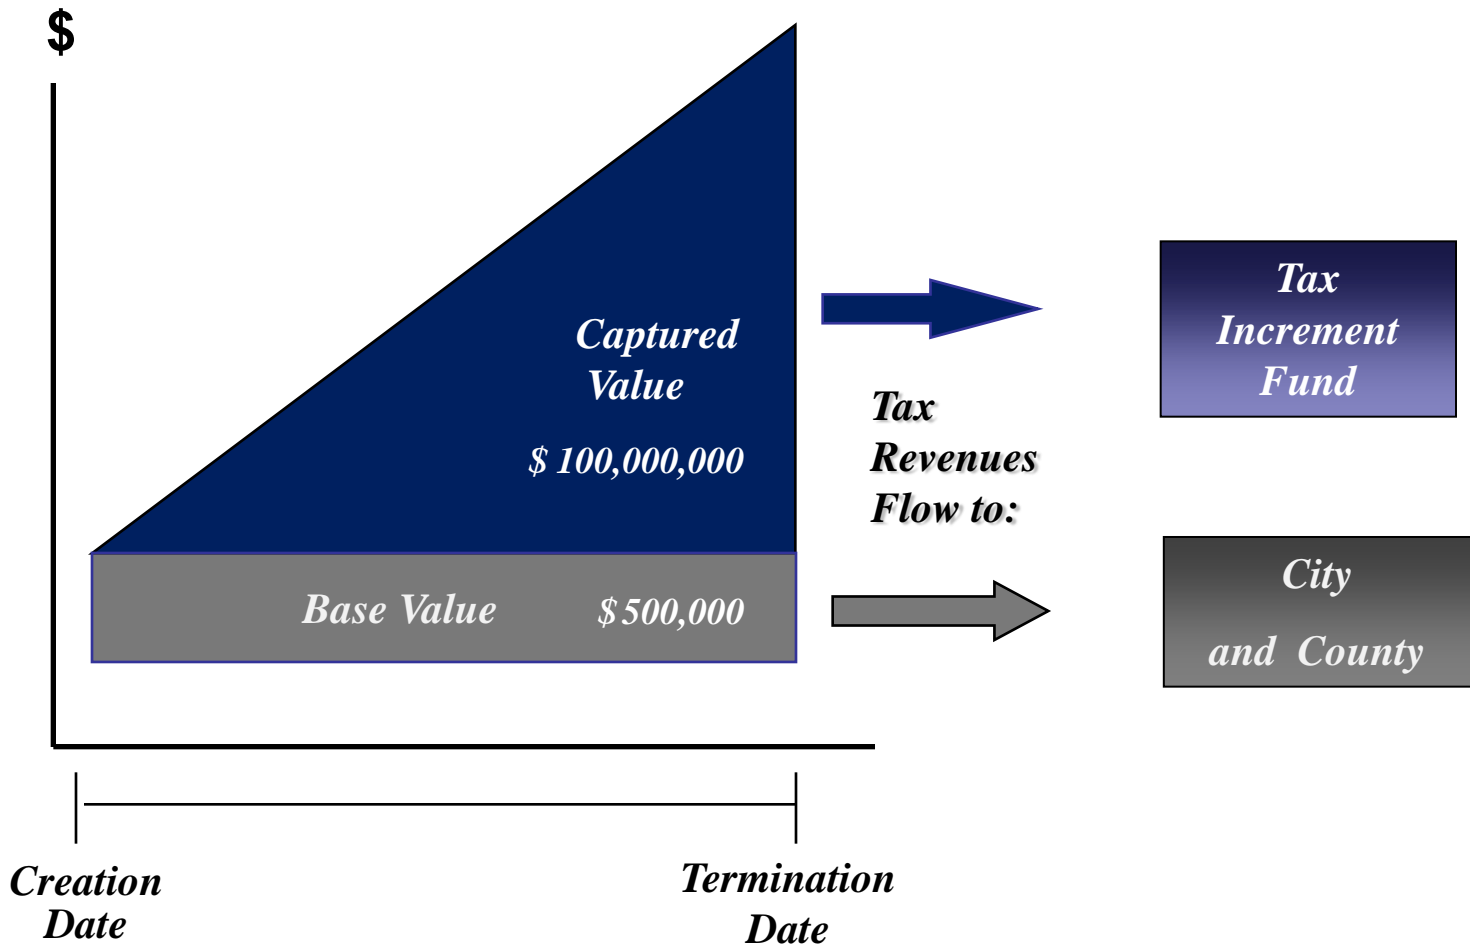 $
Captured
Value
$ 100,000,000
Base Value $500,000
Tax
Revenues
Flow to:
Tax
Increment
Fund
City
and County
Creation
Date
Termination
Date